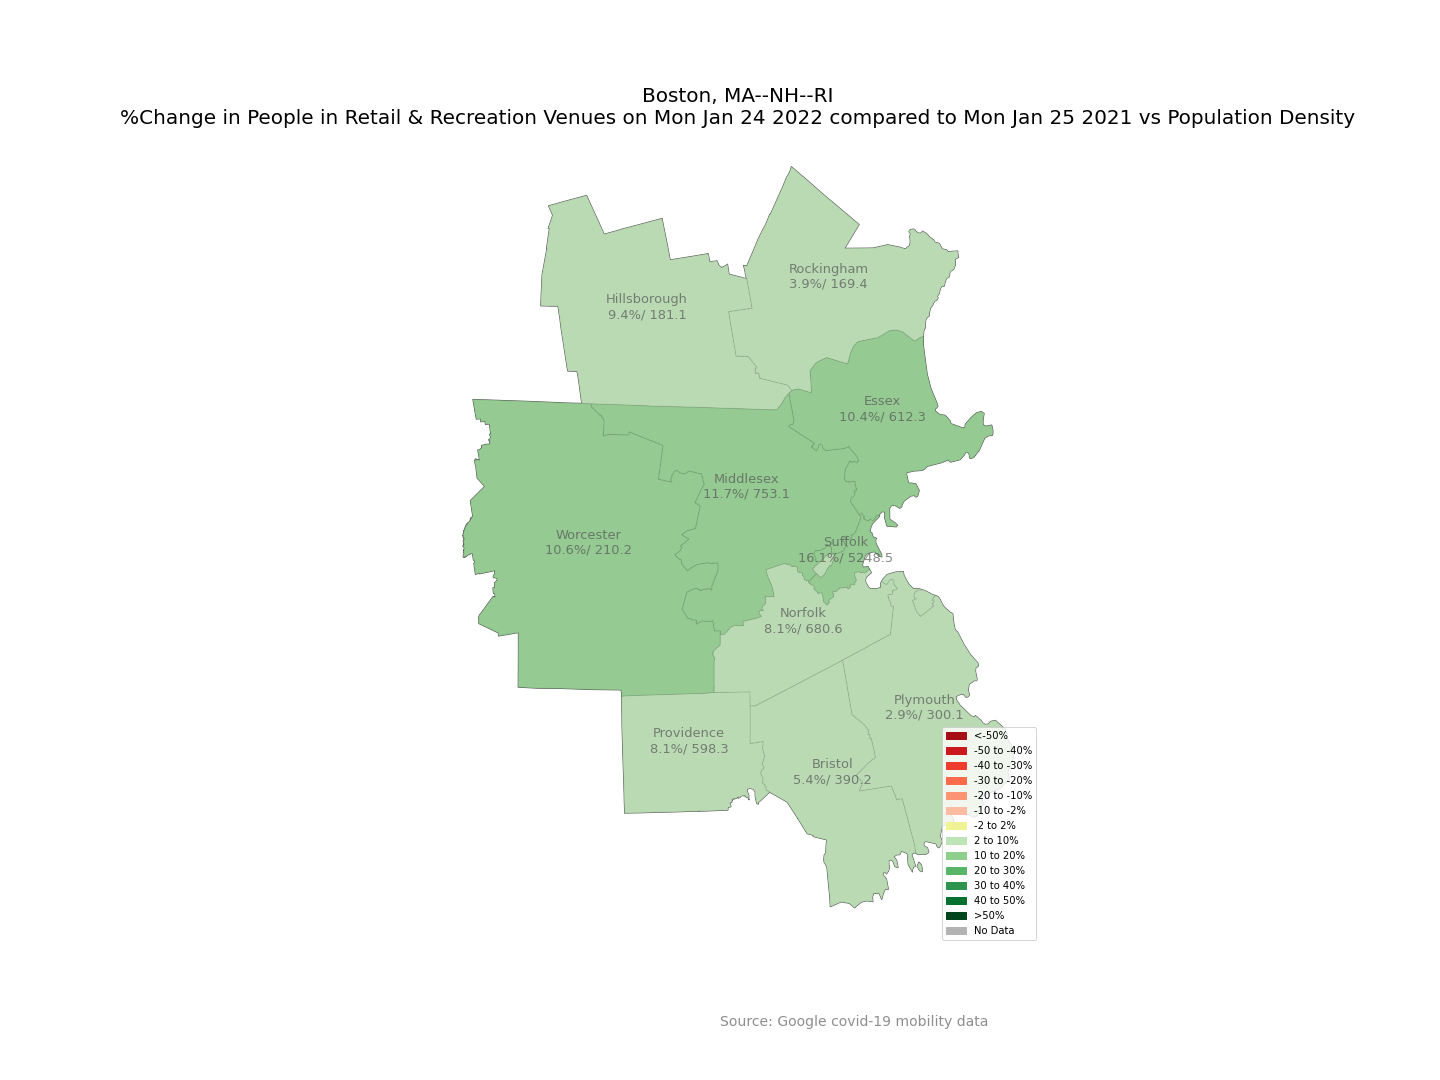 Boston, MA--NH--RI
%Change in People in Retail & Recreation Venues on Mon Jan 24 2022 compared to Mon Jan 25 2021 vs Population Density
Rockingham
3.9%/ 169.4
Hillsborough
9.4%/ 181.1
Essex
10.4%/ 612.3
Middlesex
11.7%/ 753.1
Worcester
10.6%/ 210.2
Suffolk
16.1%/ 5248.5
Norfolk
8.1%/ 680.6
Plymouth
2.9%/ 300.1
Providence
8.1%/ 598.3
Bristol
5.4%/ 390.2
<-50%
-50 to -40%
-40 to -30%
-30 to -20%
-20 to -10%
-10 to -2%
-2 to 2%
2 to 10%
10 to 20%
20 to 30%
30 to 40%
40 to 50%
>50%
No Data
Source: Google covid-19 mobility data